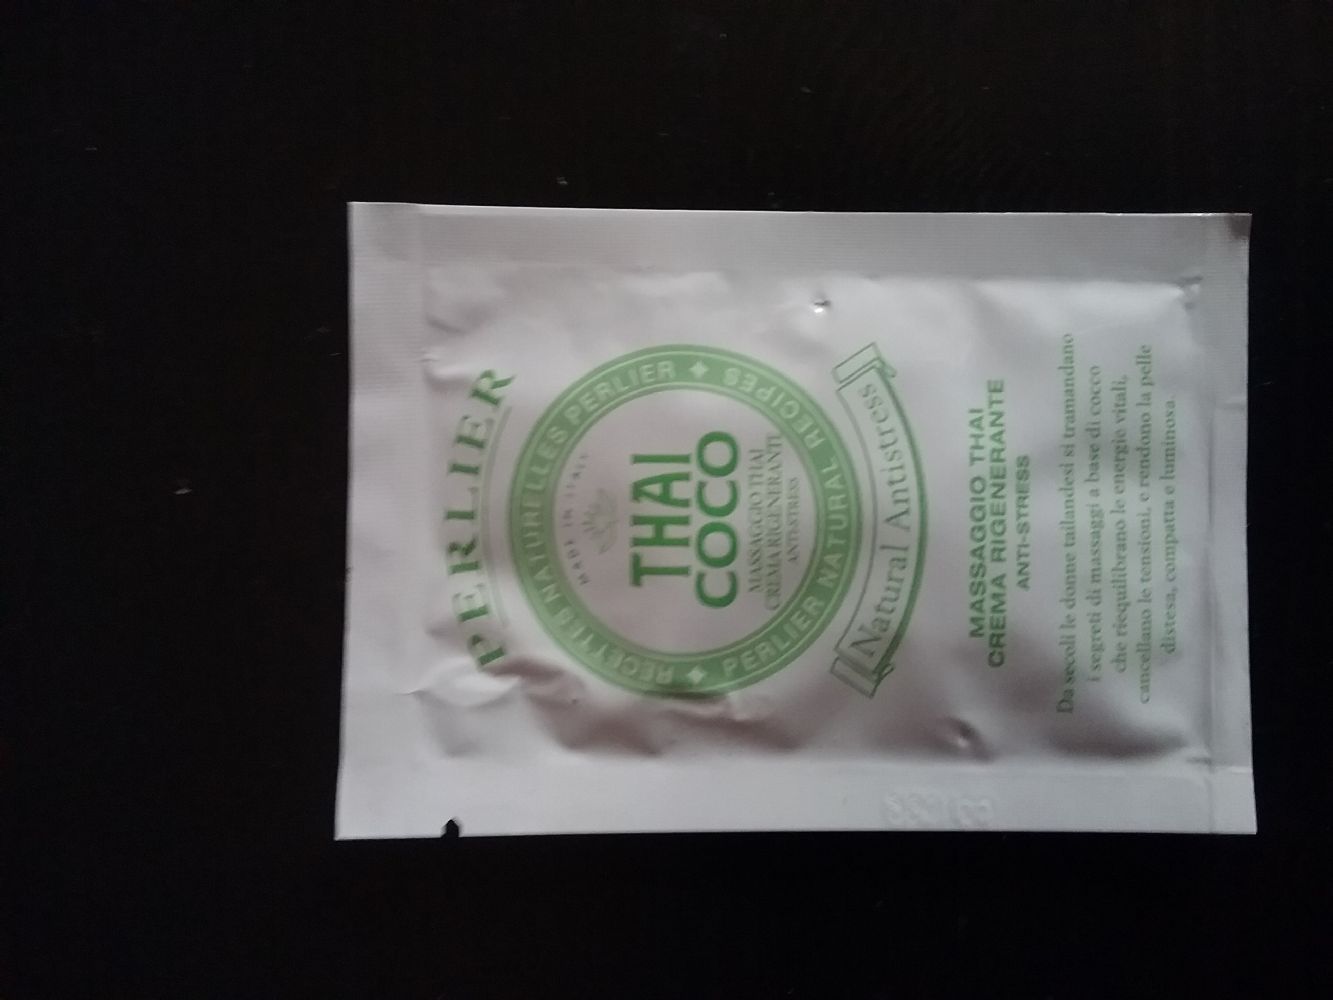 PERLIER
RECETTES NATURELLES PERLIER
MADE IN ITALY
THAI
COCO
MASSAGGIO THAI
CREMA RIGENERANTE
ANTI-STRESS
PERLIER NATURAL RECIPES
Natural Antistress
MASSAGGIO THAI
CREMA RIGENERANTE
ANTI-STRESS
Da secoli le donne tailandesi si tramandano
i segreti di massaggi a base di cocco
che riequilibrano le energie vitali,
cancellano le tensioni, e rendono la pelle
distesa, compatta e luminosa.